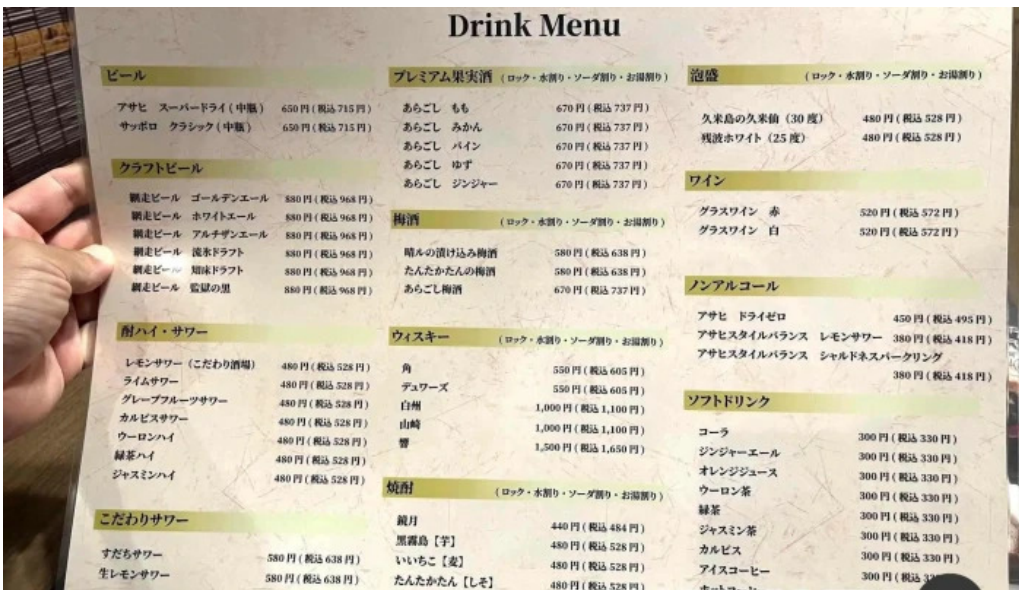 Drink Menu
ビール
アサヒ スーパードライ(中瓶) 650円(税込715円)
サッポロ クラシック(中瓶) 650円(税込715円)
クラフトビール
網走ビール ゴールデンエール 880円(税込968円)
網走ビール ホワイトエール 880円(税込968円)
網走ビール アルチザンエール 880円(税込968円)
網走ビール 流氷ドラフト 880円(税込968円)
網走ビール 知床ドラフト 880円(税込968円)
網走ビール 監獄の黒 880円(税込968円)
酎ハイ・サワー
レモンサワー(こだわり酒場) 480円(税込528円)
ライムサワー 480円(税込528円)
グレープフルーツサワー 480円(税込528円)
カルピスサワー 480円(税込528円)
ウーロンハイ 480円(税込528円)
緑茶ハイ 480円(税込528円)
ジャスミンハイ 480円(税込528円)
こだわりサワー
すだちサワー 580円(税込638円)
生レモンサワー 580円(税込638円)
プレミアム果実酒 (ロック・水割り・ソーダ割り・お湯割り)
あらごし もも 670円(税込737円)
あらごし みかん 670円(税込737円)
あらごし パイン 670円(税込737円)
あらごし ゆず 670円(税込737円)
あらごし ジンジャー 670円(税込737円)
梅酒 (ロック・水割り・ソーダ割り・お湯割り)
晴ルの漬け込み梅酒 580円(税込638円)
たんたかたんの梅酒 580円(税込638円)
あらごし梅酒 670円(税込737円)
ウィスキー (ロック・水割り・ソーダ割り・お湯割り)
角 550円(税込605円)
デュワーズ 550円(税込605円)
白州 1,000円(税込1,100円)
山崎 1,000円(税込1,100円)
響 1,500円(税込1,650円)
焼酎 (ロック・水割り・ソーダ割り・お湯割り)
鏡月 440円(税込484円)
黒霧島【芋】 480円(税込528円)
いいちこ【麦】 480円(税込528円)
たんたかたん【しそ】 480円(税込528円)
泡盛 (ロック・水割り・ソーダ割り・お湯割り)
久米島の久米仙(30度) 480円(税込528円)
残波ホワイト(25度) 480円(税込528円)
ワイン
グラスワイン 赤 520円(税込572円)
グラスワイン 白 520円(税込572円)
ノンアルコール
アサヒ ドライゼロ 450円(税込495円)
アサヒスタイルバランス レモンサワー 380円(税込418円)
アサヒスタイルバランス シャルドネスパークリング
380円(税込418円)
ソフトドリンク
コーラ 300円(税込330円)
ジンジャーエール 300円(税込330円)
オレンジジュース 300円(税込330円)
ウーロン茶 300円(税込330円)
緑茶 300円(税込330円)
ジャスミン茶 300円(税込330円)
カルピス 300円(税込330円)
アイスコーヒー 300円(税込